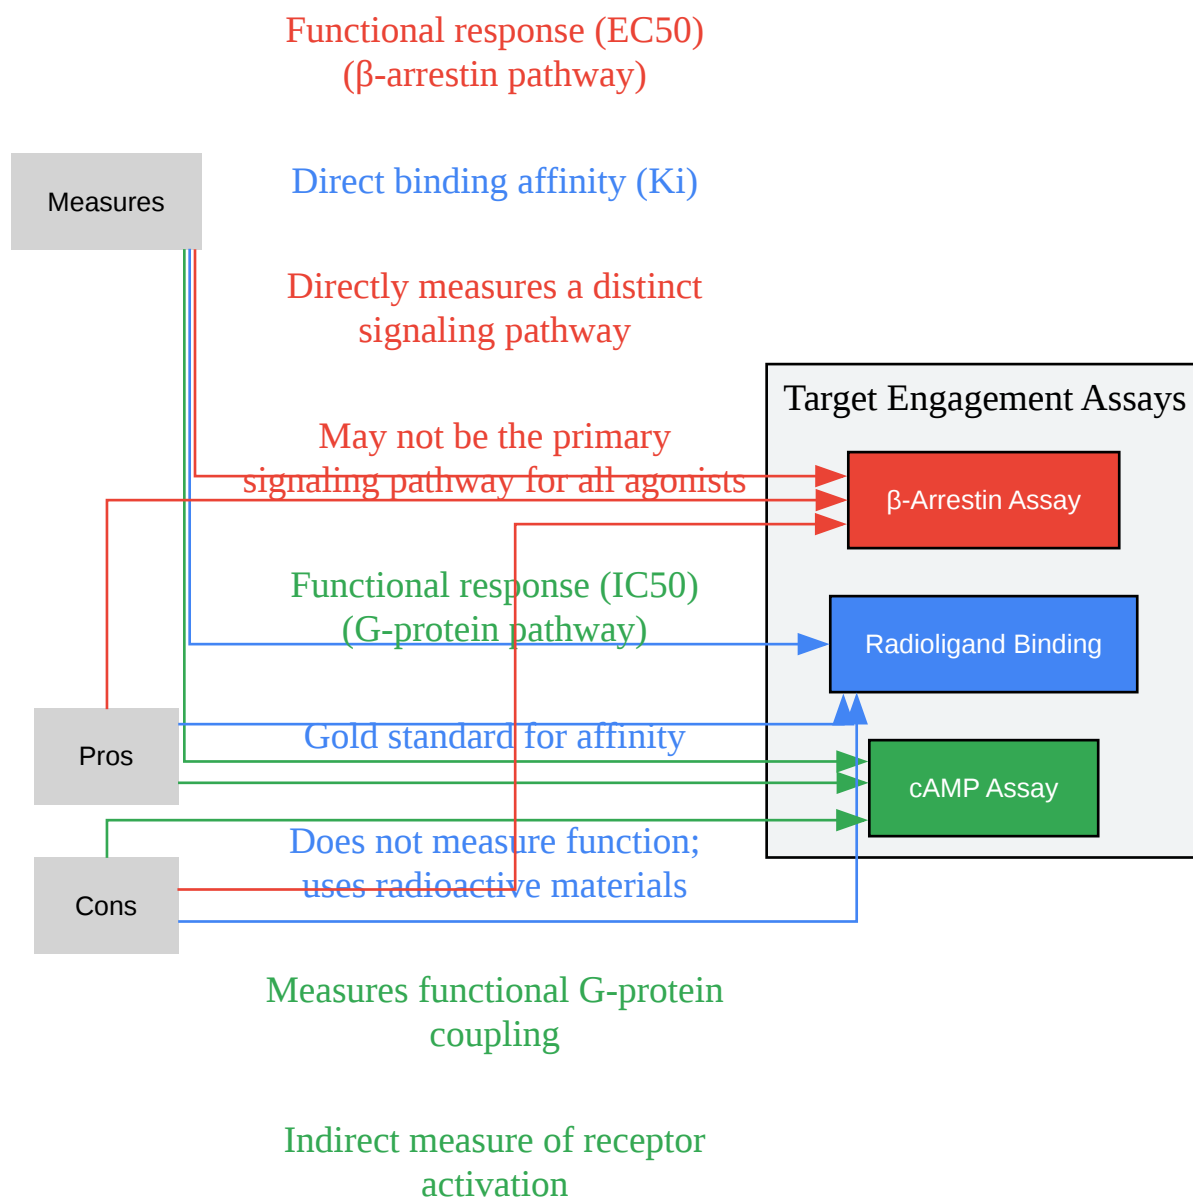 Functional response (EC50)
(β-arrestin pathway)
Measures
Direct binding affinity (Ki)
Directly measures a distinct
signaling pathway
Target Engagement Assays
May not be the primary
signaling pathway for all agonists
β-Arrestin Assay
Functional response (IC50)
(G-protein pathway)
Radioligand Binding
Pros
Gold standard for affinity
cAMP Assay
Does not measure function;
uses radioactive materials
Cons
Measures functional G-protein
coupling
Indirect measure of receptor
activation